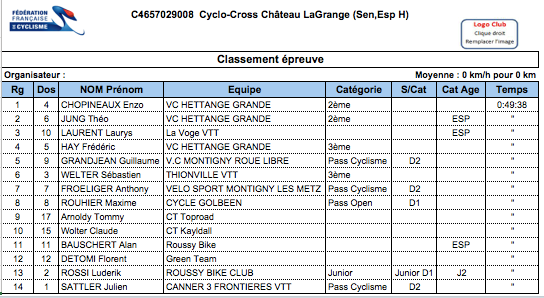 FÉDÉRATION
FRANÇAISE
DE CYCLISME
C4657029008 Cyclo-Cross Château LaGrange (Sen,Esp H)
Logo Club
Clique droit
Remplacer l'image
Classement épreuve
Organisateur : Moyenne : 0 km/h pour 0 km
Rg Dos NOM Prénom Equipe Catégorie S/Cat Cat Age Temps
1 4 CHOPINEAUX Enzo VC HETTANGE GRANDE 2ème 0:49:38
2 6 JUNG Théo VC HETTANGE GRANDE 2ème ESP "
3 10 LAURENT Laurys La Voge VTT ESP "
4 5 HAY Frédéric VC HETTANGE GRANDE 3ème "
5 9 GRANDJEAN Guillaume V.C MONTIGNY ROUE LIBRE Pass Cyclisme D2 "
6 3 WELTER Sébastien THIONVILLE VTT 3ème "
7 7 FROELIGER Anthony VELO SPORT MONTIGNY LES METZ Pass Cyclisme D2 "
8 8 ROUHIER Maxime CYCLE GOLBEEN Pass Open D1 "
9 17 Arnoldy Tommy CT Toproad "
10 15 Wolter Claude CT Kayldall "
11 11 BAUSCHERT Alan Roussy Bike ESP "
12 12 DETOMI Florent Green Team "
13 2 ROSSI Luderik ROUSSY BIKE CLUB Junior Junior D1 J2 "
14 1 SATTLER Julien CANNER 3 FRONTIERES VTT Pass Cyclisme D2 "